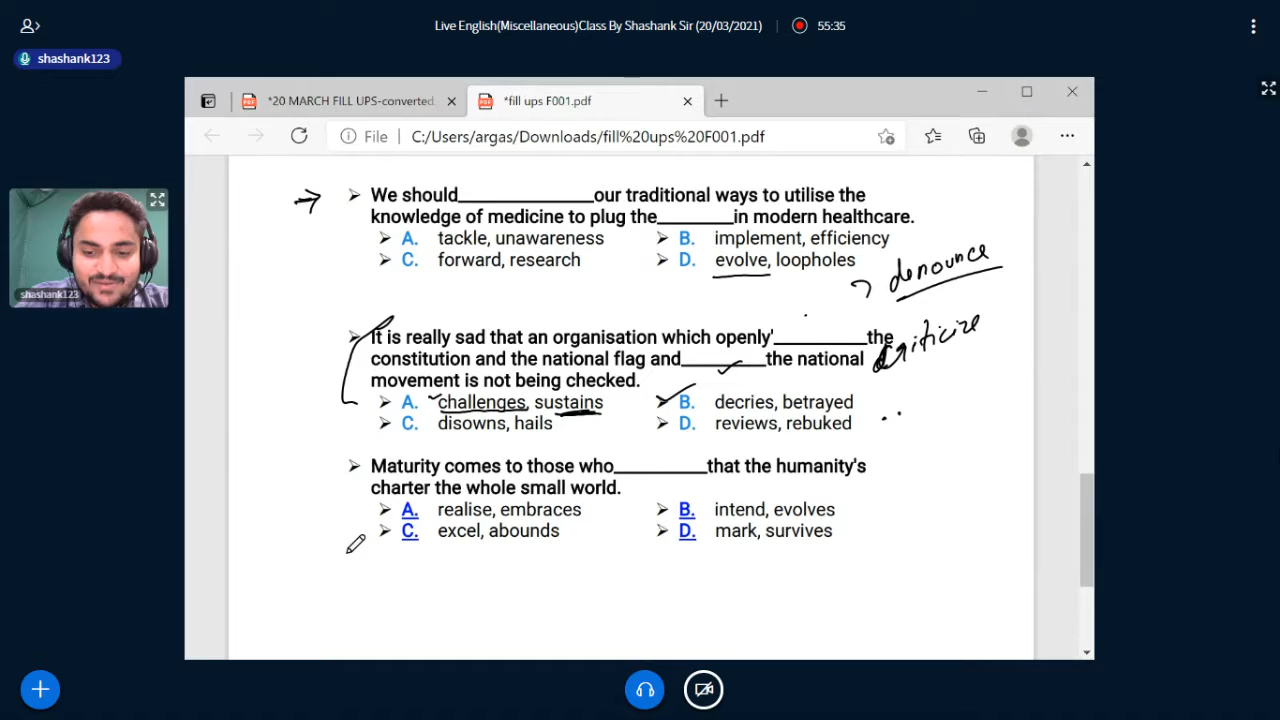 Live English(Miscellaneous)Class By Shashank Sir (20/03/2021)
55:35
shashank123
*20 MARCH FILL UPS-converted
*fill ups F001.pdf
File
C:/Users/argas/Downloads/fill%20ups%20F001.pdf
shashank123
We should______________our traditional ways to utilise the
knowledge of medicine to plug the________in modern healthcare.
A. tackle, unawareness
B. implement, efficiency
C. forward, research
D. evolve, loopholes
denounce
It is really sad that an organisation which openly'__________the
criticize
constitution and the national flag and_________the national
movement is not being checked.
A. challenges, sustains
B. decries, betrayed
C. disowns, hails
D. reviews, rebuked
Maturity comes to those who__________that the humanity's
charter the whole small world.
A. realise, embraces
B. intend, evolves
C. excel, abounds
D. mark, survives